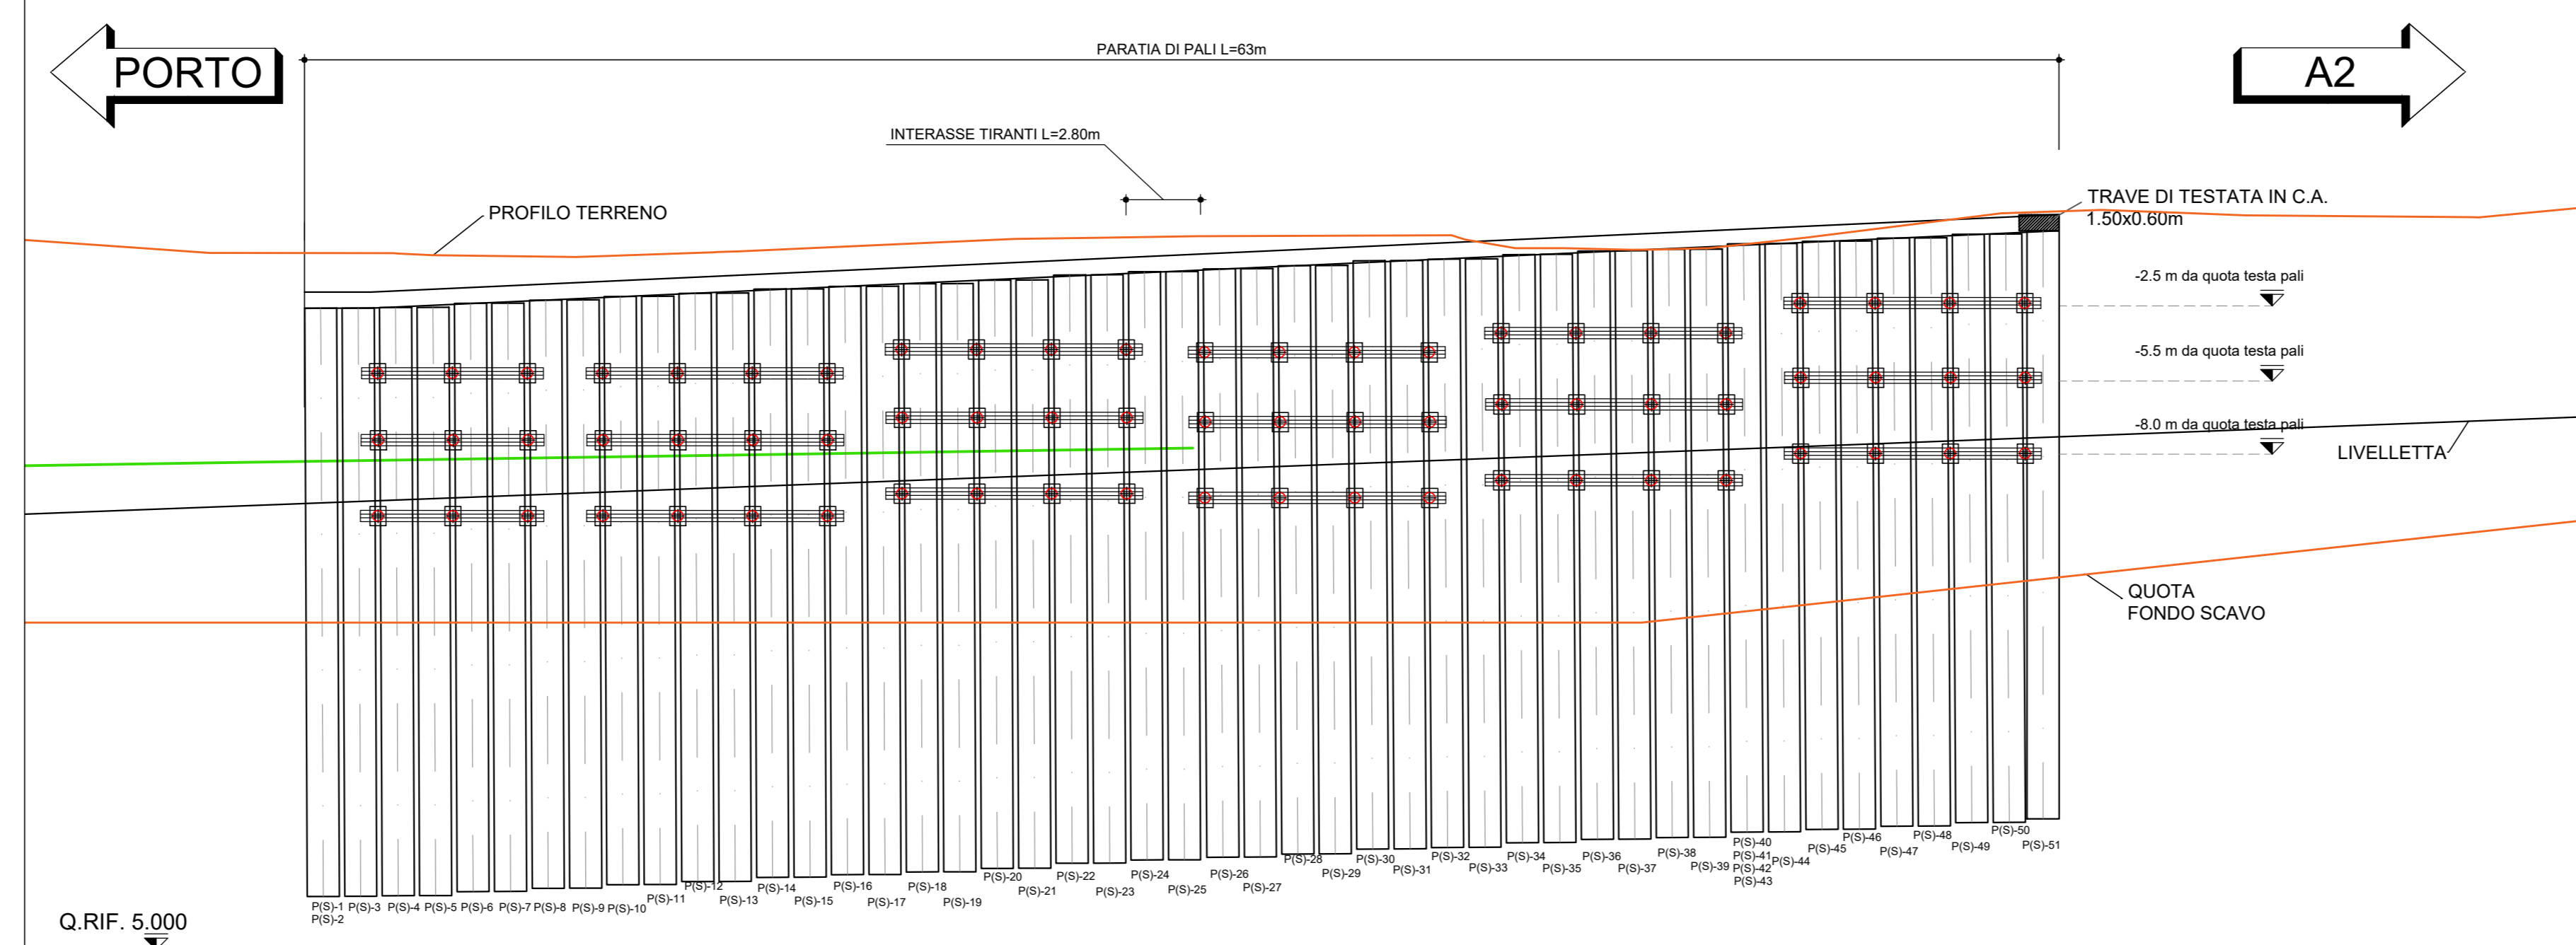 PORTO
PARATIA DI PALI L=63m
A2
INTERASSE TIRANTI L=2.80m
PROFILO TERRENO
TRAVE DI TESTATA IN C.A.
1.50x0.60m
-2.5 m da quota testa pali
-5.5 m da quota testa pali
-8.0 m da quota testa pali
LIVELLETTA
QUOTA
FONDO SCAVO
P(S)-1
P(S)-2
P(S)-3
P(S)-4
P(S)-5
P(S)-6
P(S)-7
P(S)-8
P(S)-9
P(S)-10
P(S)-11
P(S)-12
P(S)-13
P(S)-14
P(S)-15
P(S)-16
P(S)-17
P(S)-18
P(S)-19
P(S)-20
P(S)-21
P(S)-22
P(S)-23
P(S)-24
P(S)-25
P(S)-26
P(S)-27
P(S)-28
P(S)-29
P(S)-30
P(S)-31
P(S)-32
P(S)-33
P(S)-34
P(S)-35
P(S)-36
P(S)-37
P(S)-38
P(S)-39
P(S)-40
P(S)-41
P(S)-42
P(S)-43
P(S)-44
P(S)-45
P(S)-46
P(S)-47
P(S)-48
P(S)-49
P(S)-50
P(S)-51
Q.RIF. 5.000